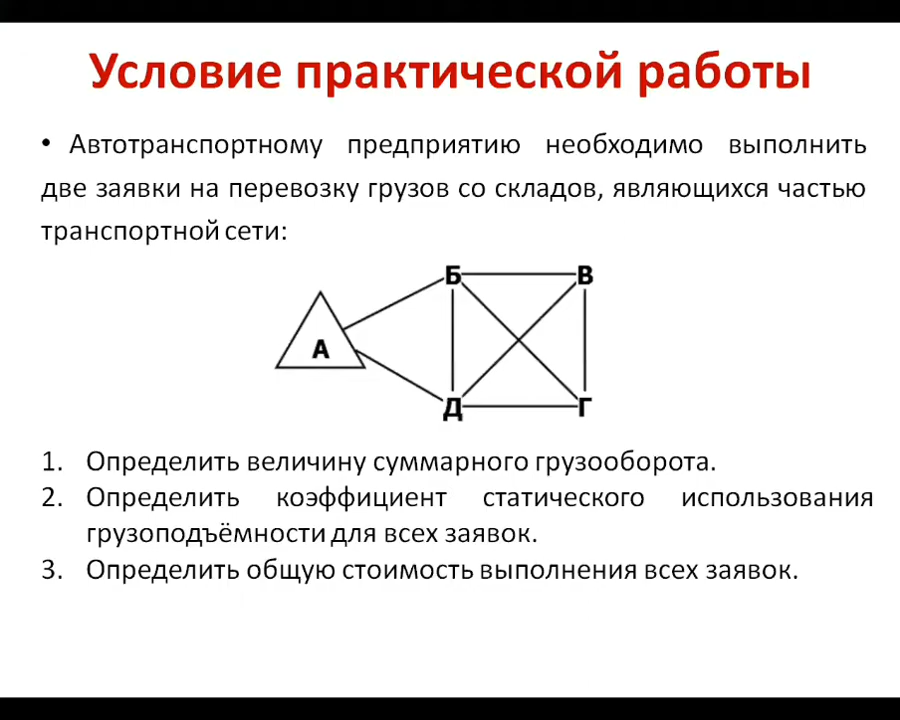 Условие практической работы
• Автотранспортному предприятию необходимо выполнить
две заявки на перевозку грузов со складов, являющихся частью
транспортной сети:
Б В
А
Д Г
1. Определить величину суммарного грузооборота.
2. Определить коэффициент статического использования
грузоподъёмности для всех заявок.
3. Определить общую стоимость выполнения всех заявок.